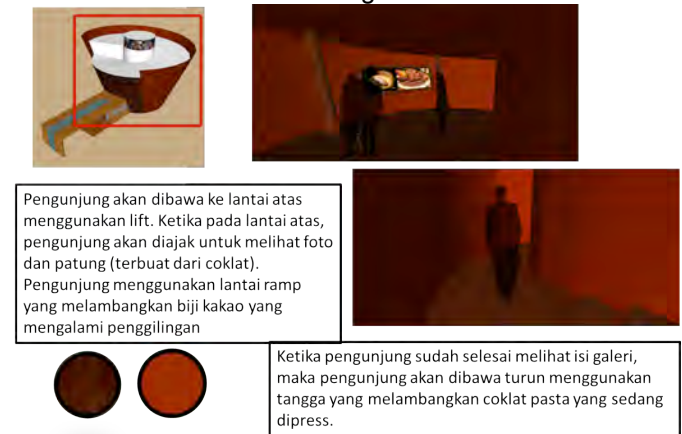 Pengunjung akan dibawa ke lantai atas
menggunakan lift. Ketika pada lantai atas,
pengunjung akan diajak untuk melihat foto
dan patung (terbuat dari coklat).
Pengunjung menggunakan lantai ramp
yang melambangkan biji kakao yang
mengalami penggilingan
Ketika pengunjung sudah selesai melihat isi galeri,
maka pengunjung akan dibawa turun menggunakan
tangga yang melambangkan coklat pasta yang sedang
dipress.